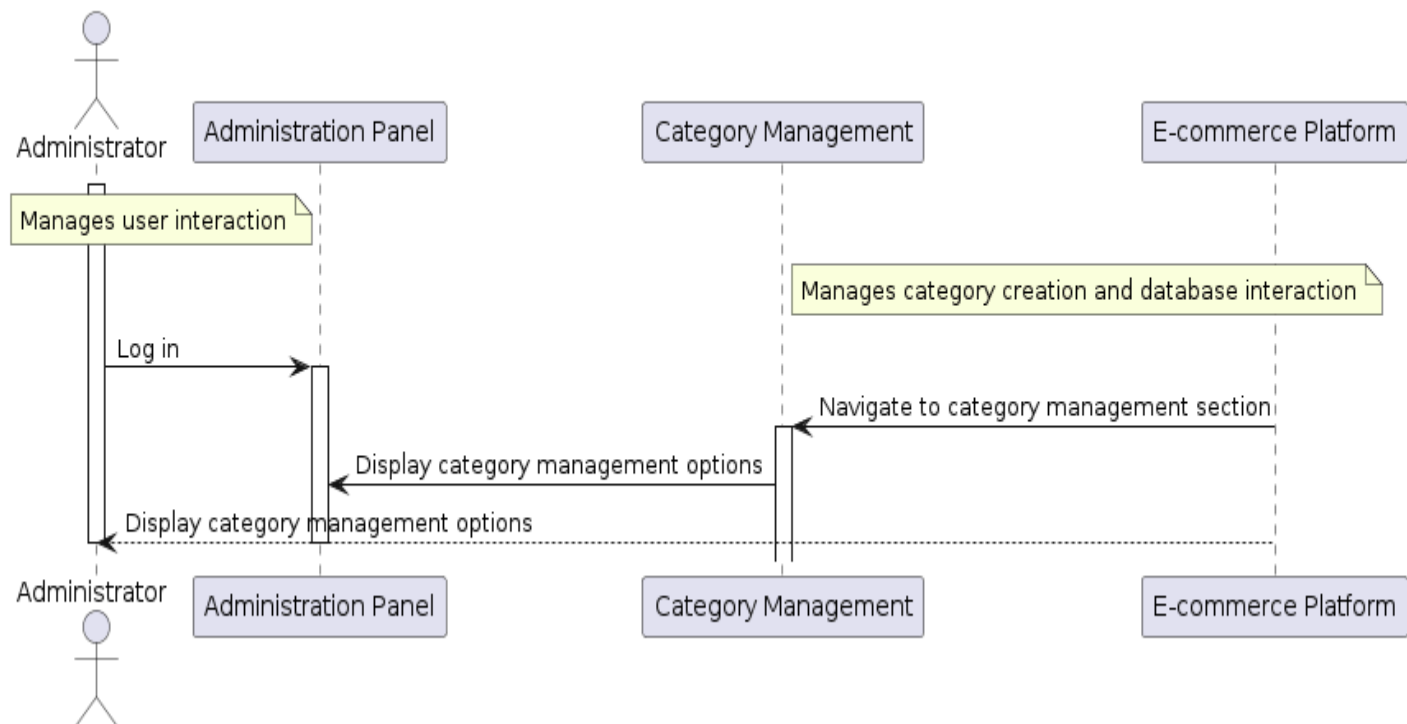 Administrator
Administration Panel
Category Management
E-commerce Platform
Manages user interaction
Manages category creation and database interaction
Log in
Navigate to category management section
Display category management options
Display category management options
Administrator
Administration Panel
Category Management
E-commerce Platform